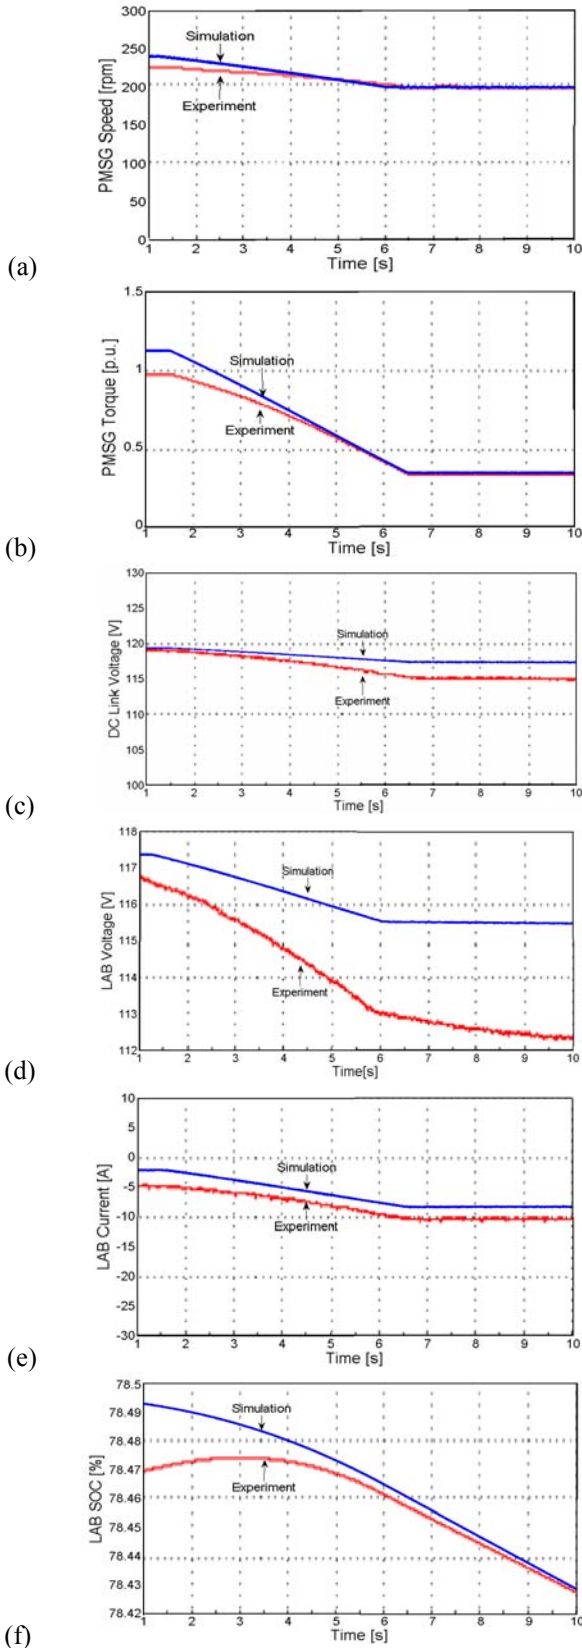 300
250
200
150
100
50
0
PMSG Speed [rpm]
Simulation
Experiment
1 2 3 4 5 6 7 8 9 10
Time [s]
(a)
1.5
1
0.5
0
PMSG Torque [p.u.]
Simulation
Experiment
1 2 3 4 5 6 7 8 9 10
Time [s]
(b)
130
125
120
115
110
105
100
DC Link Voltage [V]
Simulation
Experiment
1 2 3 4 5 6 7 8 9 10
Time [s]
(c)
118
117
116
115
114
113
112
LAB Voltage [V]
Simulation
Experiment
1 2 3 4 5 6 7 8 9 10
Time[s]
(d)
10
5
0
-5
-10
-15
-20
-25
-30
LAB Current [A]
Simulation
Experiment
1 2 3 4 5 6 7 8 9 10
Time [s]
(e)
78.5
78.49
78.48
78.47
78.46
78.45
78.44
78.43
78.42
LAB SOC [%]
Simulation
Experiment
1 2 3 4 5 6 7 8 9 10
Time [s]
(f)